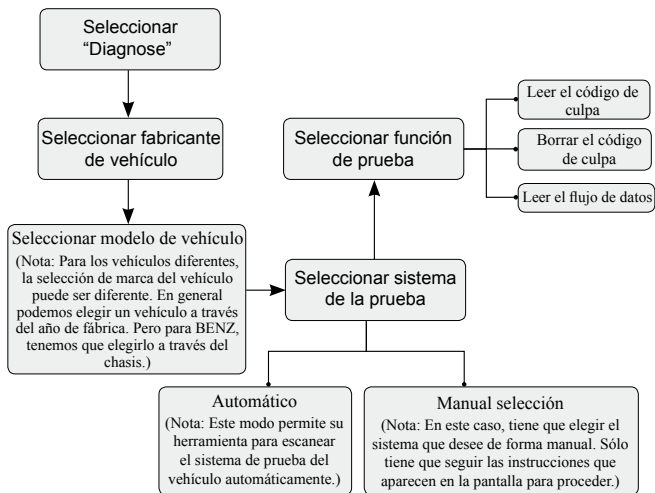 Seleccionar
“Diagnose”
Seleccionar fabricante
de vehículo
Seleccionar modelo de vehículo
(Nota: Para los vehículos diferentes,
la selección de marca del vehículo
puede ser diferente. En general
podemos elegir un vehículo a través
del año de fábrica. Pero para BENZ,
tenemos que elegirlo a través del
chasis.)
Seleccionar sistema
de la prueba
Seleccionar función
de prueba
Leer el código de
culpa
Borrar el código
de culpa
Leer el flujo de datos
Automático
(Nota: Este modo permite su
herramienta para escanear
el sistema de prueba del
vehículo automáticamente.)
Manual selección
(Nota: En este caso, tiene que elegir el
sistema que desee de forma manual. Sólo
tiene que seguir las instrucciones que
aparecen en la pantalla para proceder.)